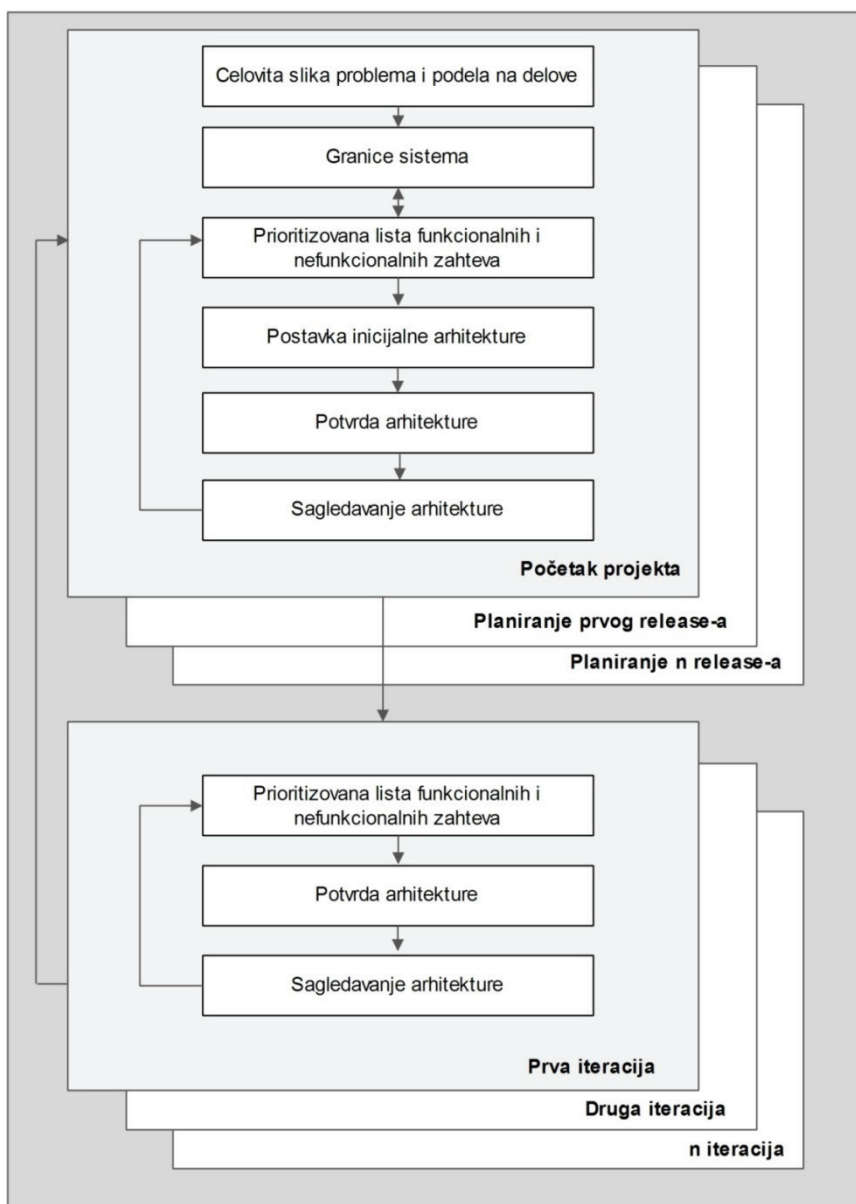 Celovita slika problema i podela na delove
Granice sistema
Prioritizovana lista funkcionalnih i
nefunkcionalnih zahteva
Postavka inicijalne arhitekture
Potvrda arhitekture
Sagledavanje arhitekture
Početak projekta
Planiranje prvog release-a
Planiranje n release-a
Prioritizovana lista funkcionalnih i
nefunkcionalnih zahteva
Potvrda arhitekture
Sagledavanje arhitekture
Prva iteracija
Druga iteracija
n iteracija